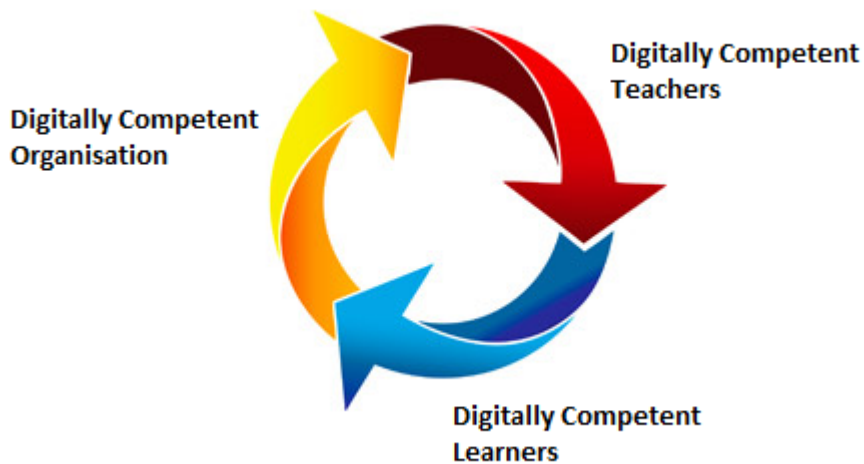 Digitally Competent
Teachers
Digitally Competent
Organisation
Digitally Competent
Learners